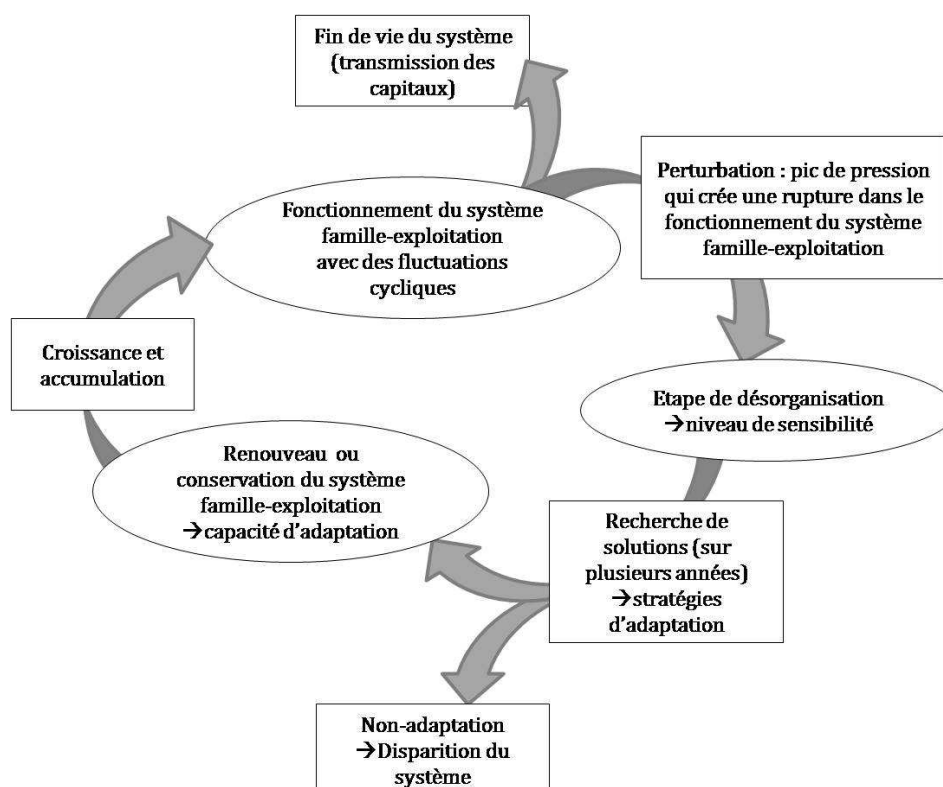 Fin de vie du système
(transmission des
capitaux)
Perturbation : pic de pression
qui crée une rupture dans le
fonctionnement du système
famille-exploitation
Fonctionnement du système
famille-exploitation
avec des fluctuations
cycliques
Croissance et
accumulation
Etape de désorganisation
→niveau de sensibilité
Renouveau ou
conservation du système
famille-exploitation
→capacité d'adaptation
Recherche de
solutions (sur
plusieurs années)
→stratégies
d'adaptation
Non-adaptation
→Disparition du
système